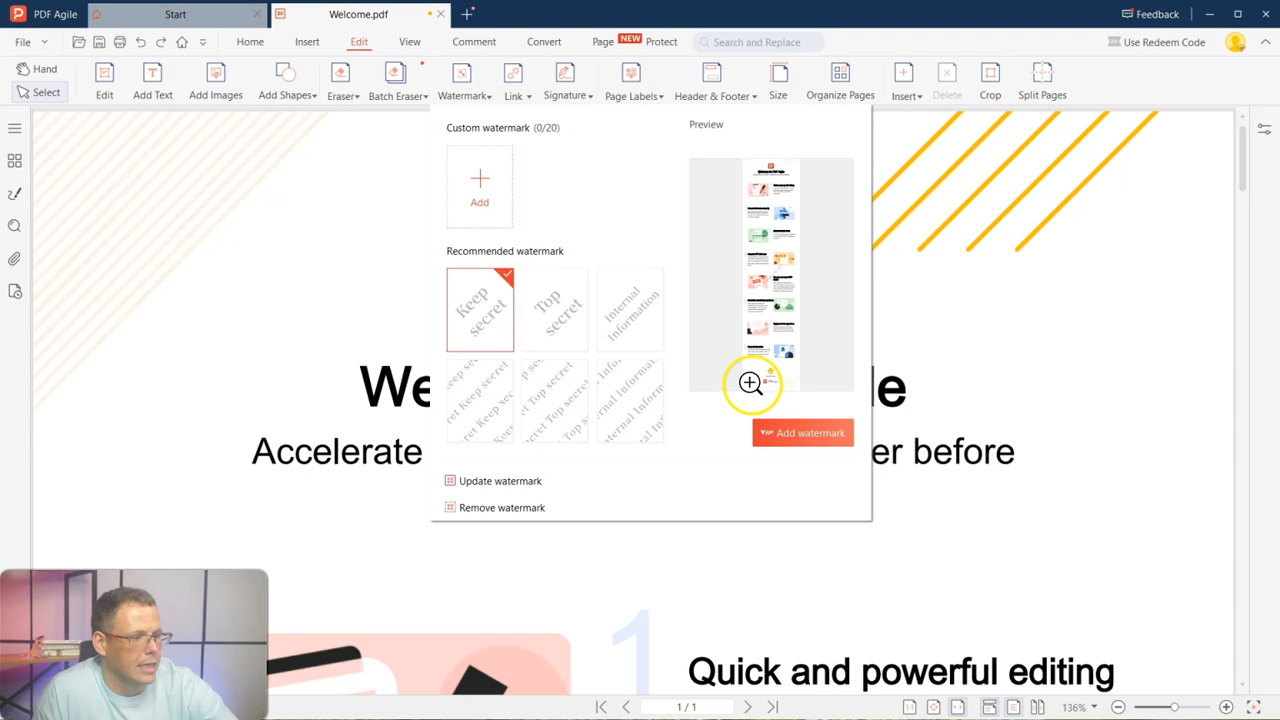 PDF Agile
Start
Welcome.pdf
Feedback
File
Home
Insert
Edit
View
Comment
Convert
Page
NEW
Protect
Search and Replace
Use Redeem Code
Hand
Select
Edit
Add Text
Add Images
Add Shapes
Eraser
Batch Eraser
Watermark
Link
Signature
Page Labels
Header & Footer
Size
Organize Pages
Insert
Delete
Crop
Split Pages
Custom watermark (0/20)
Preview
Add
Recommended watermark
Keep
secret
Top
secret
Internal
Information
VIP Add watermark
Update watermark
Remove watermark
We
le
Accelerate
er before
1
Quick and powerful editing
1 / 1
136%